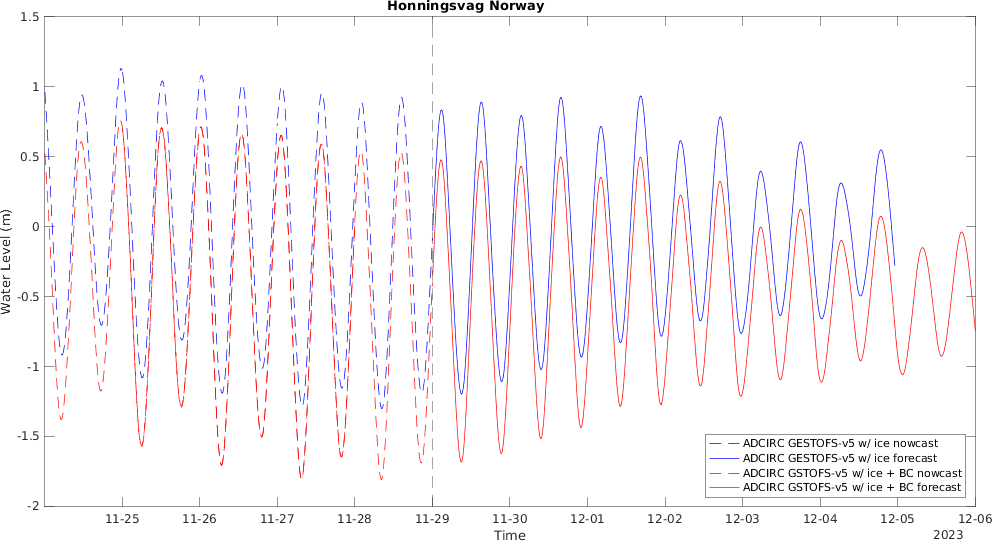 Honningsvag Norway
1.5
1
0.5
0
-0.5
-1
-1.5
-2
Water Level (m)
ADCIRC GESTOFS-v5 w/ ice nowcast
ADCIRC GESTOFS-v5 w/ ice forecast
ADCIRC GSTOFS-v5 w/ ice + BC nowcast
ADCIRC GSTOFS-v5 w/ ice + BC forecast
11-25 11-26 11-27 11-28 11-29 11-30 12-01 12-02 12-03 12-04 12-05 12-06
Time
2023